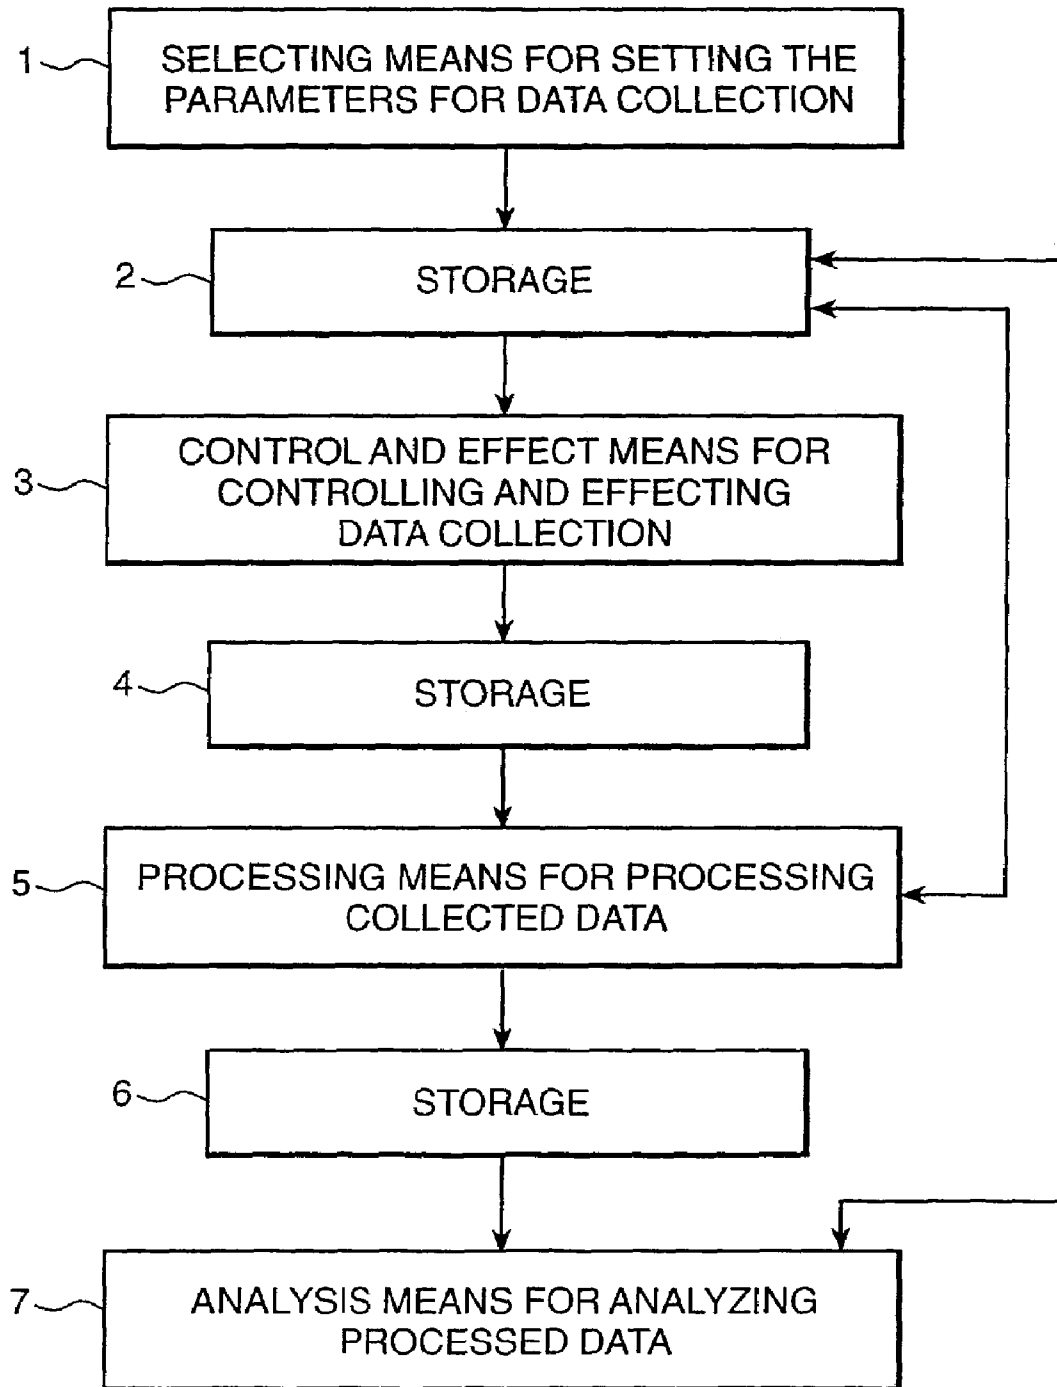 1
SELECTING MEANS FOR SETTING THE
PARAMETERS FOR DATA COLLECTION
2
STORAGE
3
CONTROL AND EFFECT MEANS FOR
CONTROLLING AND EFFECTING
DATA COLLECTION
4
STORAGE
5
PROCESSING MEANS FOR PROCESSING
COLLECTED DATA
6
STORAGE
7
ANALYSIS MEANS FOR ANALYZING
PROCESSED DATA